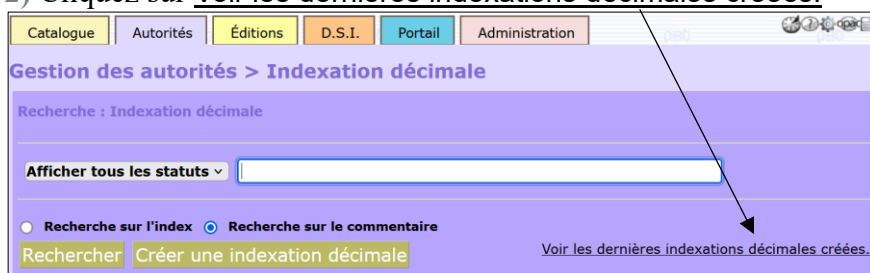 2) Cliquez sur Voir les dernières indexations décimales créées.
Catalogue Autorités Éditions D.S.I. Portail Administration
Gestion des autorités > Indexation décimale
Recherche : Indexation décimale
Afficher tous les statuts
Recherche sur l'index Recherche sur le commentaire
Rechercher Créer une indexation décimale Voir les dernières indexations décimales créées.